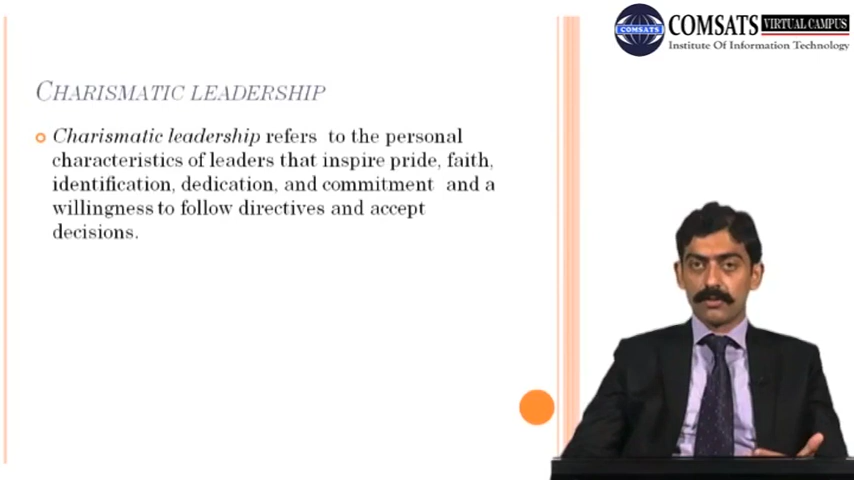 COMSATS VIRTUAL CAMPUS
COMSATS
Institute Of Information Technology
CHARISMATIC LEADERSHIP
Charismatic leadership refers to the personal
characteristics of leaders that inspire pride, faith,
identification, dedication, and commitment and a
willingness to follow directives and accept
decisions.